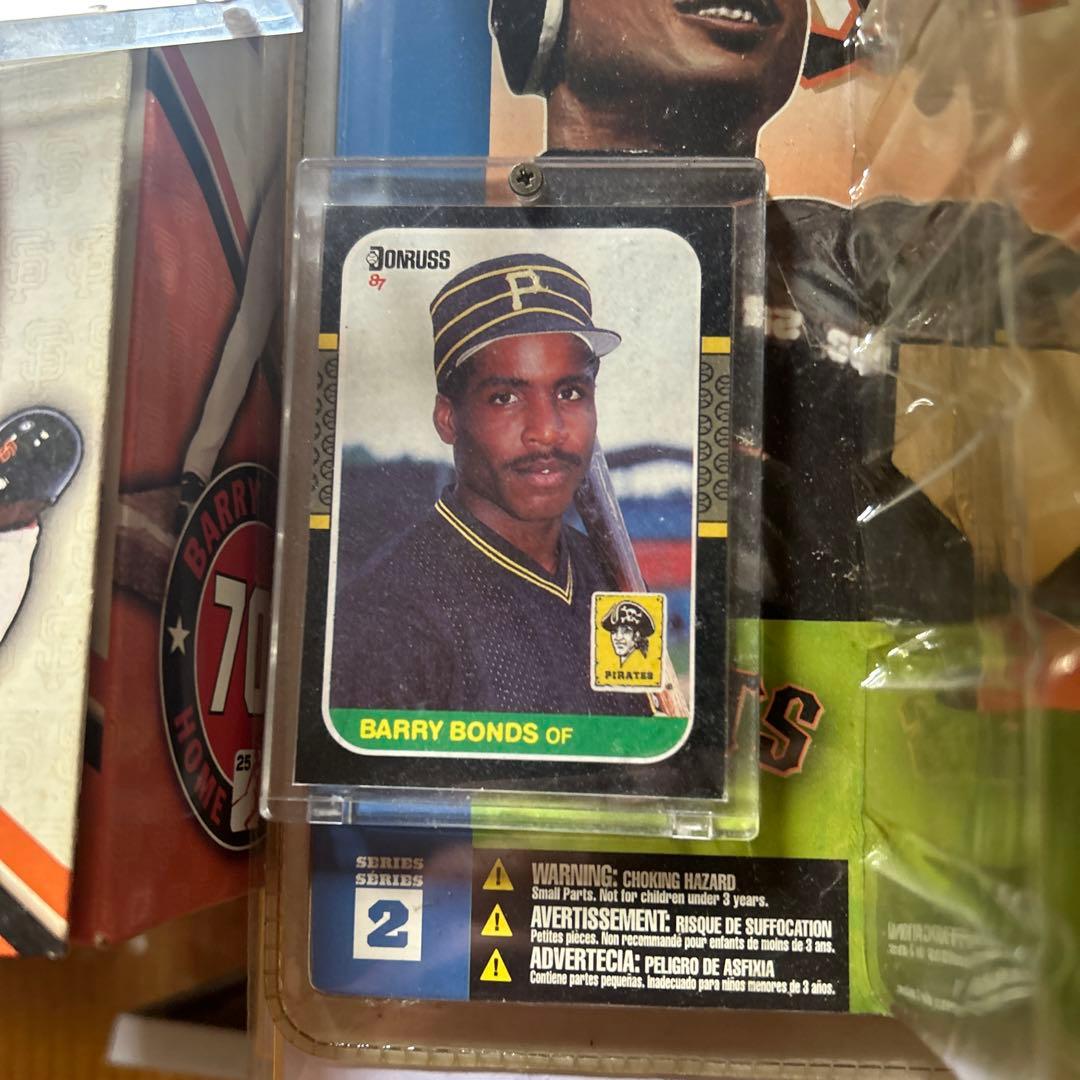 DONRUSS
87
P
PIRATES
BARRY BONDS OF
BARRY
70
HOME
25
SERIES
SÉRIES
2
WARNING: CHOKING HAZARD
Small Parts. Not for children under 3 years.
AVERTISSEMENT: RISQUE DE SUFFOCATION
Petites pièces. Non recommandé pour enfants de moins de 3 ans.
ADVERTECIA: PELIGRO DE ASFIXIA
Contiene partes pequeñas. Inadecuado para niños menores de 3 años.